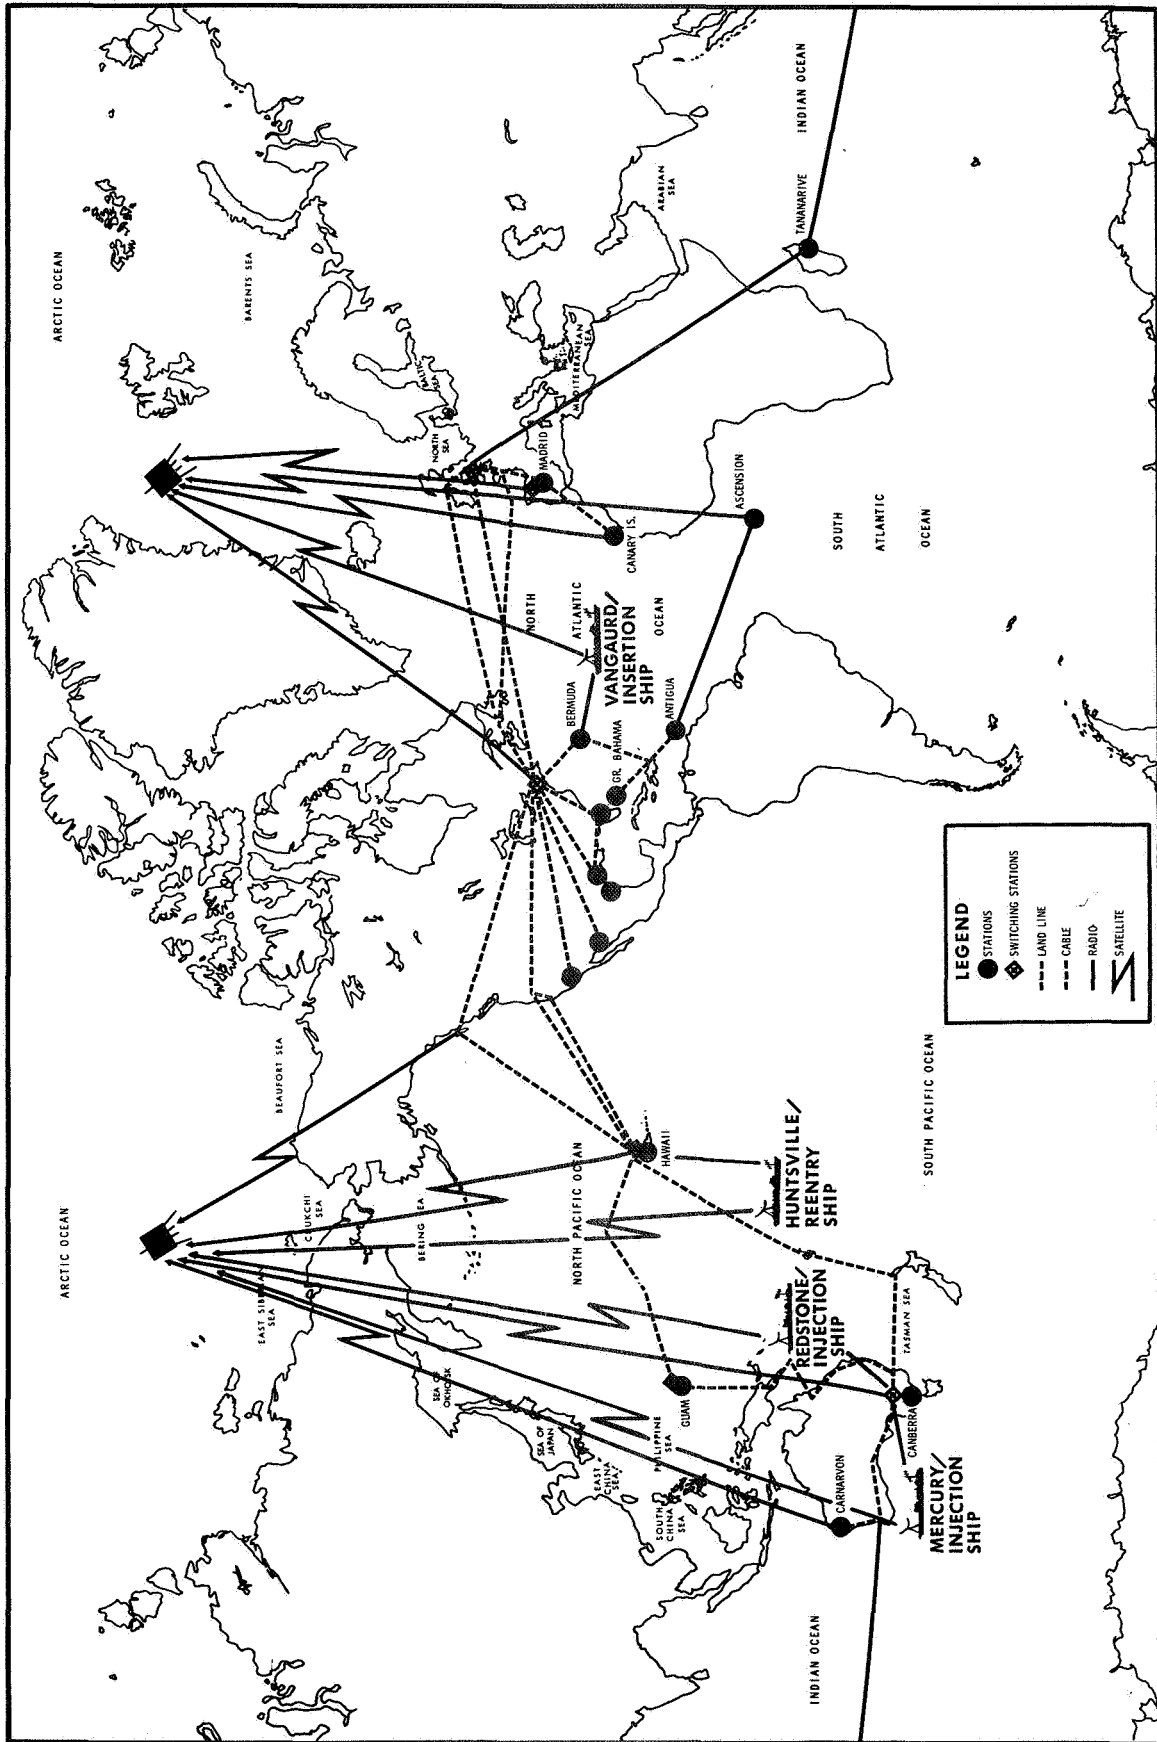 ARCTIC OCEAN
ARCTIC OCEAN
BARENTS SEA
BEAUFORT SEA
EAST SIBERIAN
SEA
CHUKCHI
SEA
BERING SEA
SEA OF
OKHOTSK
BALTIC
SEA
NORTH
SEA
SEA OF
JAPAN
EAST
CHINA
SEA
NORTH PACIFIC OCEAN
NORTH
ATLANTIC
OCEAN
MADRID
MEDITERRANEAN
SEA
BERMUDA
VANGAURD/
INSERTION
SHIP
CANARY IS.
GR. BAHAMA
ANTIGUA
ARABIAN
SEA
SOUTH
CHINA
SEA
PHILIPPINE
SEA
GUAM
HAWAII
ASCENSION
TANANARIVE
INDIAN OCEAN
INDIAN OCEAN
CARNARVON
REDSTONE/
INJECTION
SHIP
HUNTSVILLE/
REENTRY
SHIP
SOUTH
ATLANTIC
OCEAN
CANBERRA
TASMAN SEA
MERCURY/
INJECTION
SHIP
SOUTH PACIFIC OCEAN
LEGEND
STATIONS
SWITCHING STATIONS
LAND LINE
CABLE
RADIO
SATELLITE